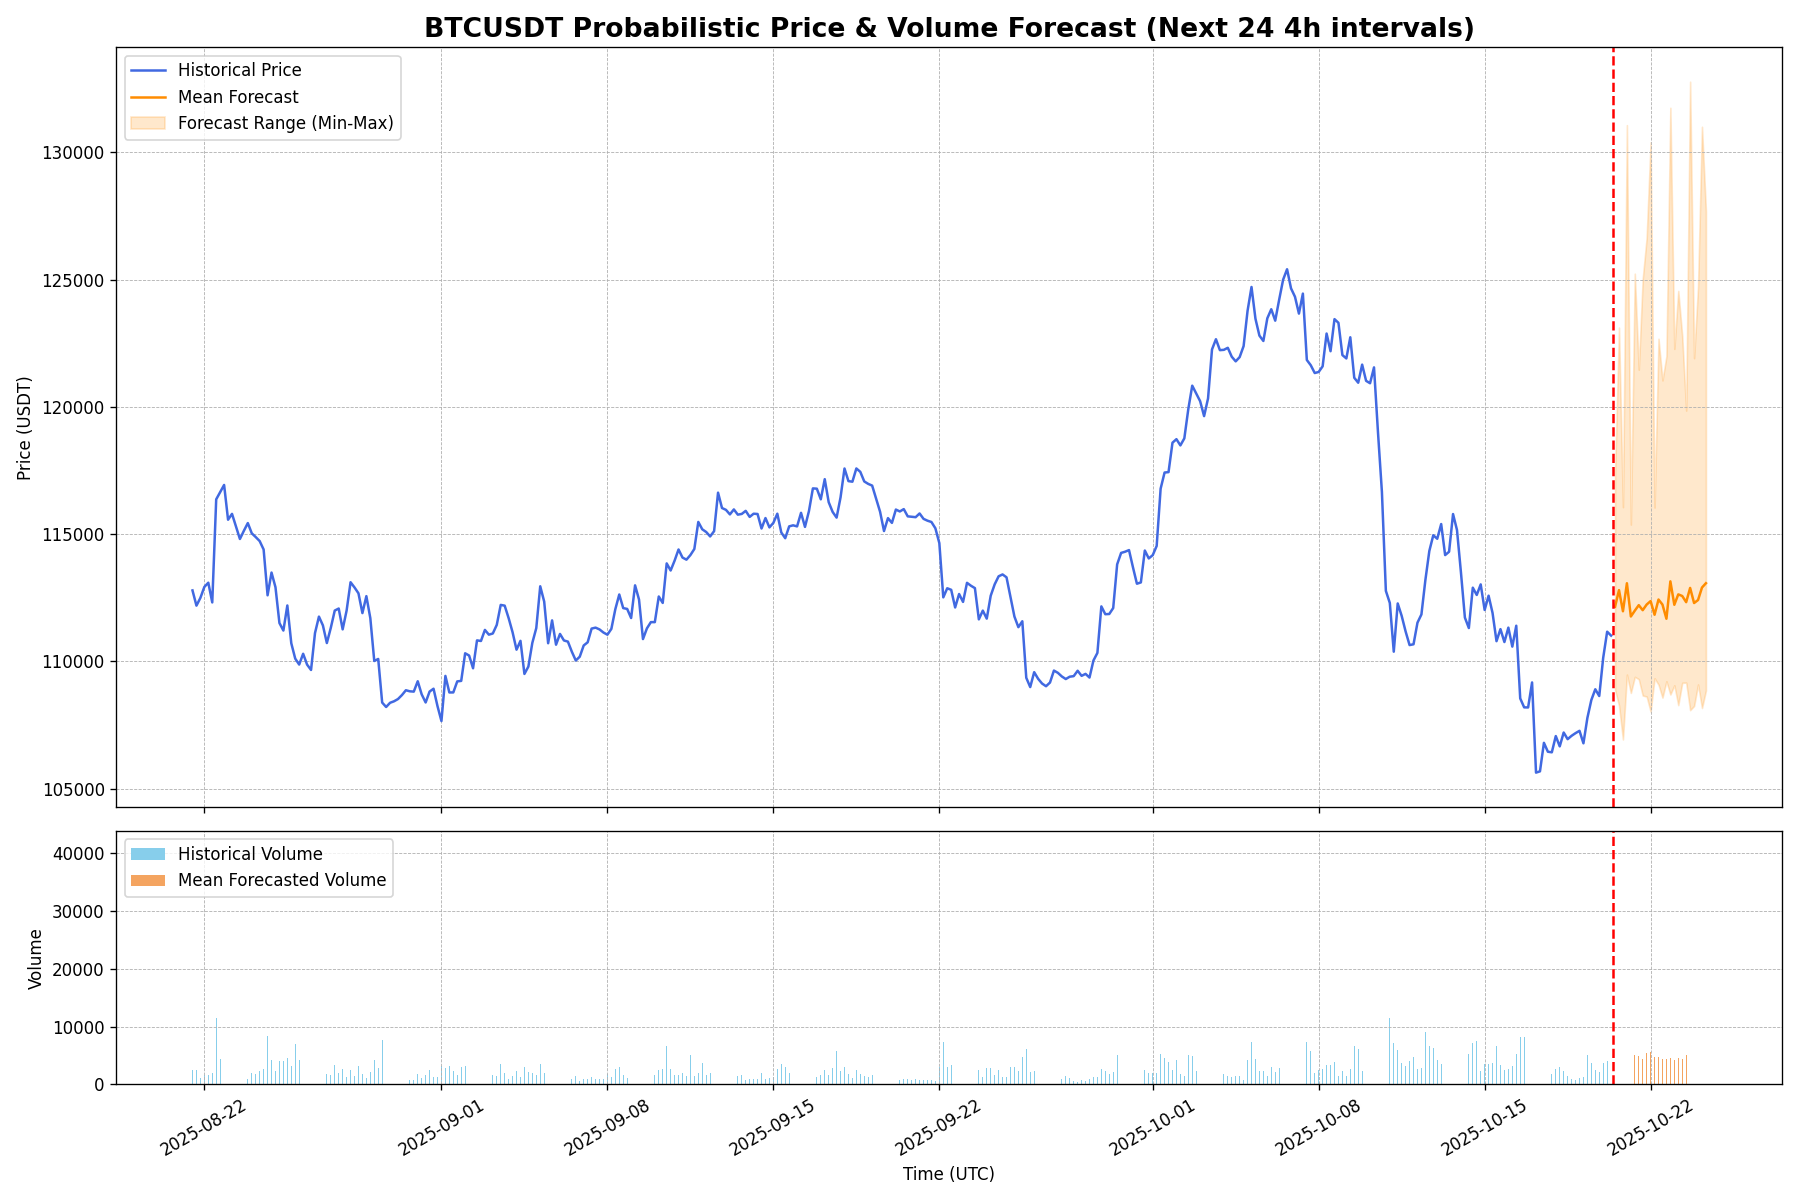 BTCUSDT Probabilistic Price & Volume Forecast (Next 24 4h intervals)
Historical Price
Mean Forecast
Forecast Range (Min-Max)
130000
125000
120000
115000
110000
105000
Price (USDT)
Historical Volume
Mean Forecasted Volume
40000
30000
20000
10000
0
Volume
2025-08-22
2025-09-01
2025-09-08
2025-09-15
2025-09-22
2025-10-01
2025-10-08
2025-10-15
2025-10-22
Time (UTC)